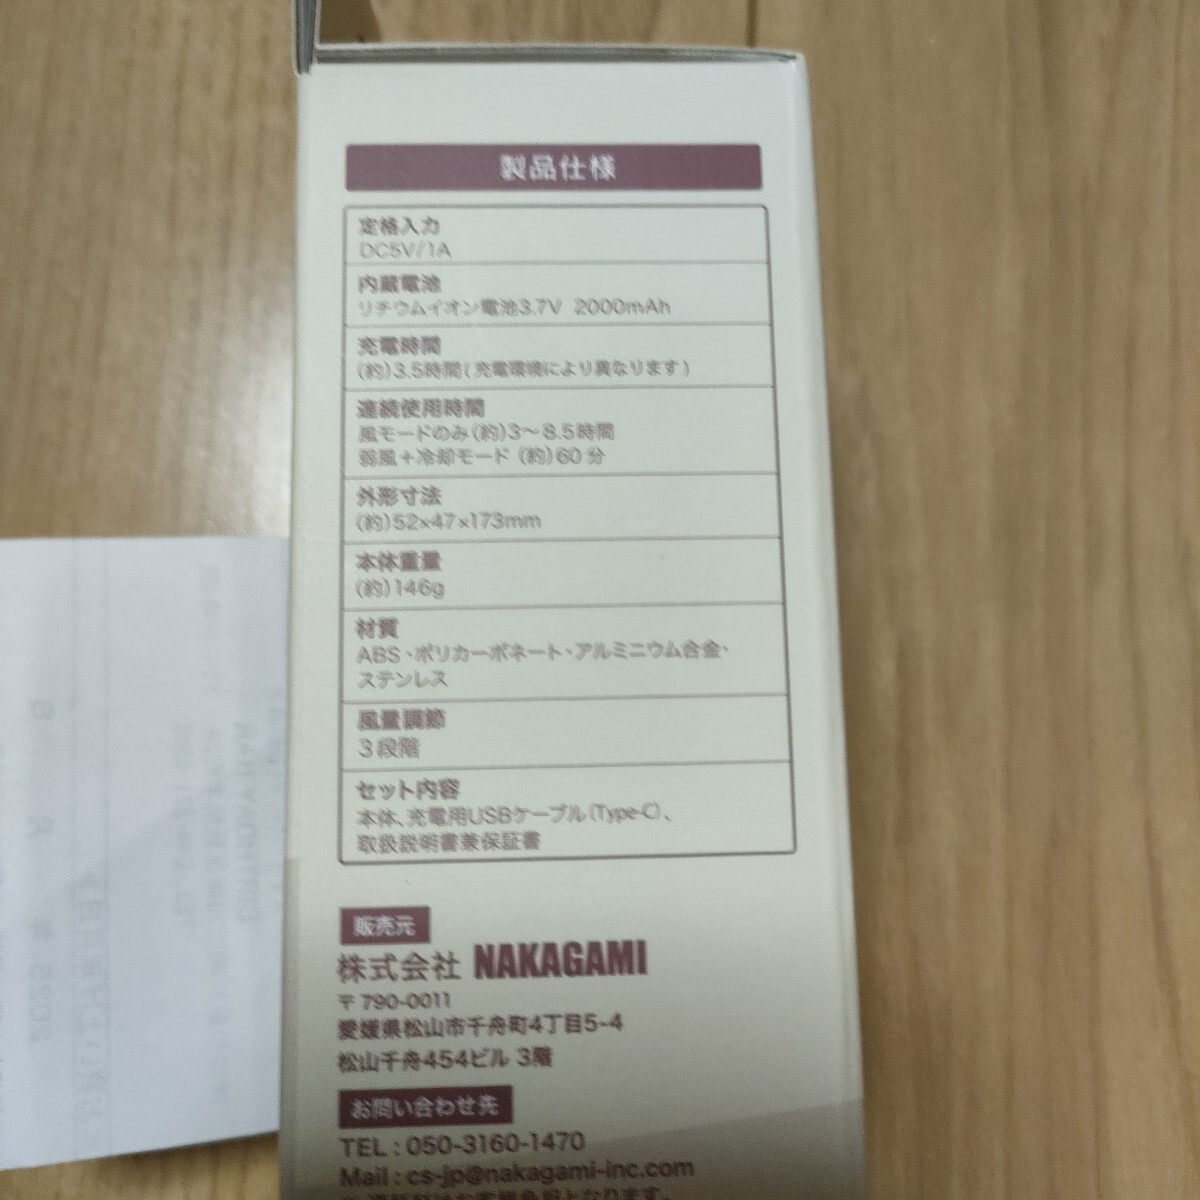 製品仕様
定格入力
DC5V/1A
内蔵電池
リチウムイオン電池3.7V 2000mAh
充電時間
(約)3.5時間(充電環境により異なります)
連続使用時間
風モードのみ(約)3〜8.5時間
弱風+冷却モード (約)60分
外形寸法
(約)52×47×173mm
本体重量
(約)146g
材質
ABS・ポリカーボネート・アルミニウム合金・
ステンレス
風量調節
3段階
セット内容
本体、充電用USBケーブル(Type-C)、
取扱説明書兼保証書
販売元
株式会社 NAKAGAMI
〒790-0011
愛媛県松山市千舟町4丁目5-4
松山千舟454ビル 3階
お問い合わせ先
TEL:050-3160-1470
Mail:cs-jp@nakagami-inc.com